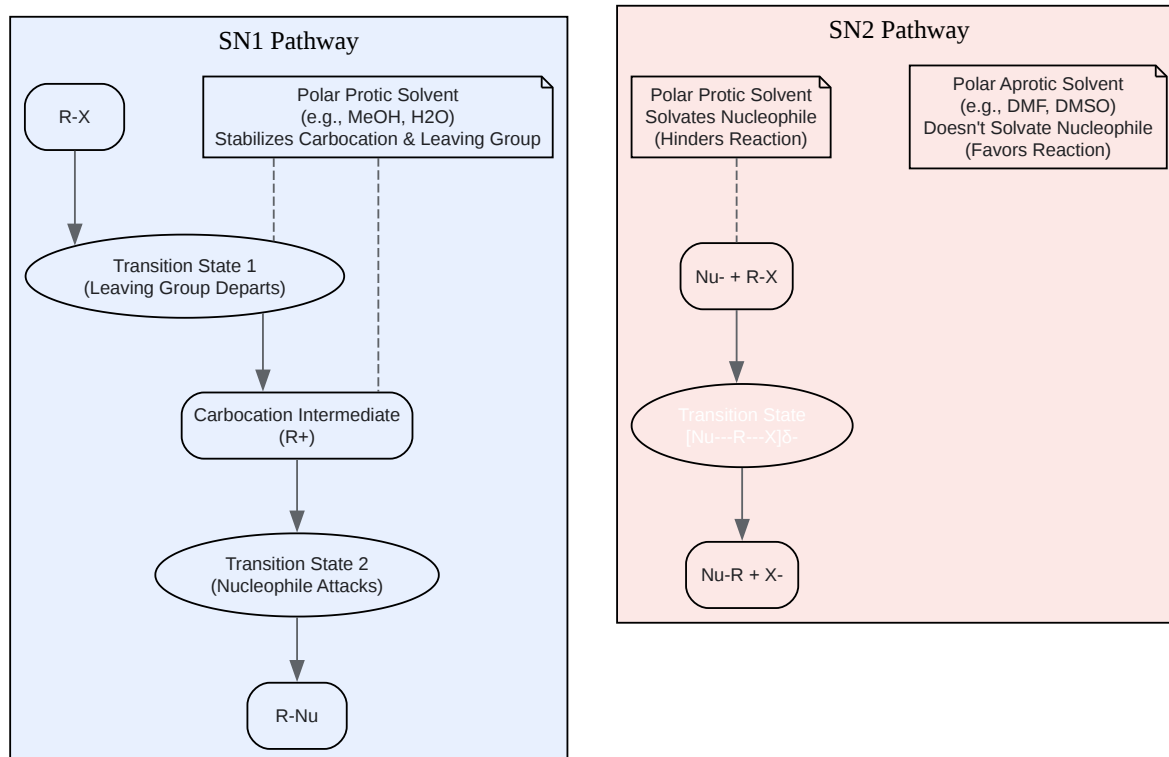 SN1 Pathway
R-X
Polar Protic Solvent
(e.g., MeOH, H2O)
Stabilizes Carbocation & Leaving Group
Transition State 1
(Leaving Group Departs)
Carbocation Intermediate
(R+)
Transition State 2
(Nucleophile Attacks)
R-Nu
SN2 Pathway
Polar Protic Solvent
Solvates Nucleophile
(Hinders Reaction)
Polar Aprotic Solvent
(e.g., DMF, DMSO)
Doesn't Solvate Nucleophile
(Favors Reaction)
Nu- + R-X
Transition State
[Nu---R---X]δ-
Nu-R + X-